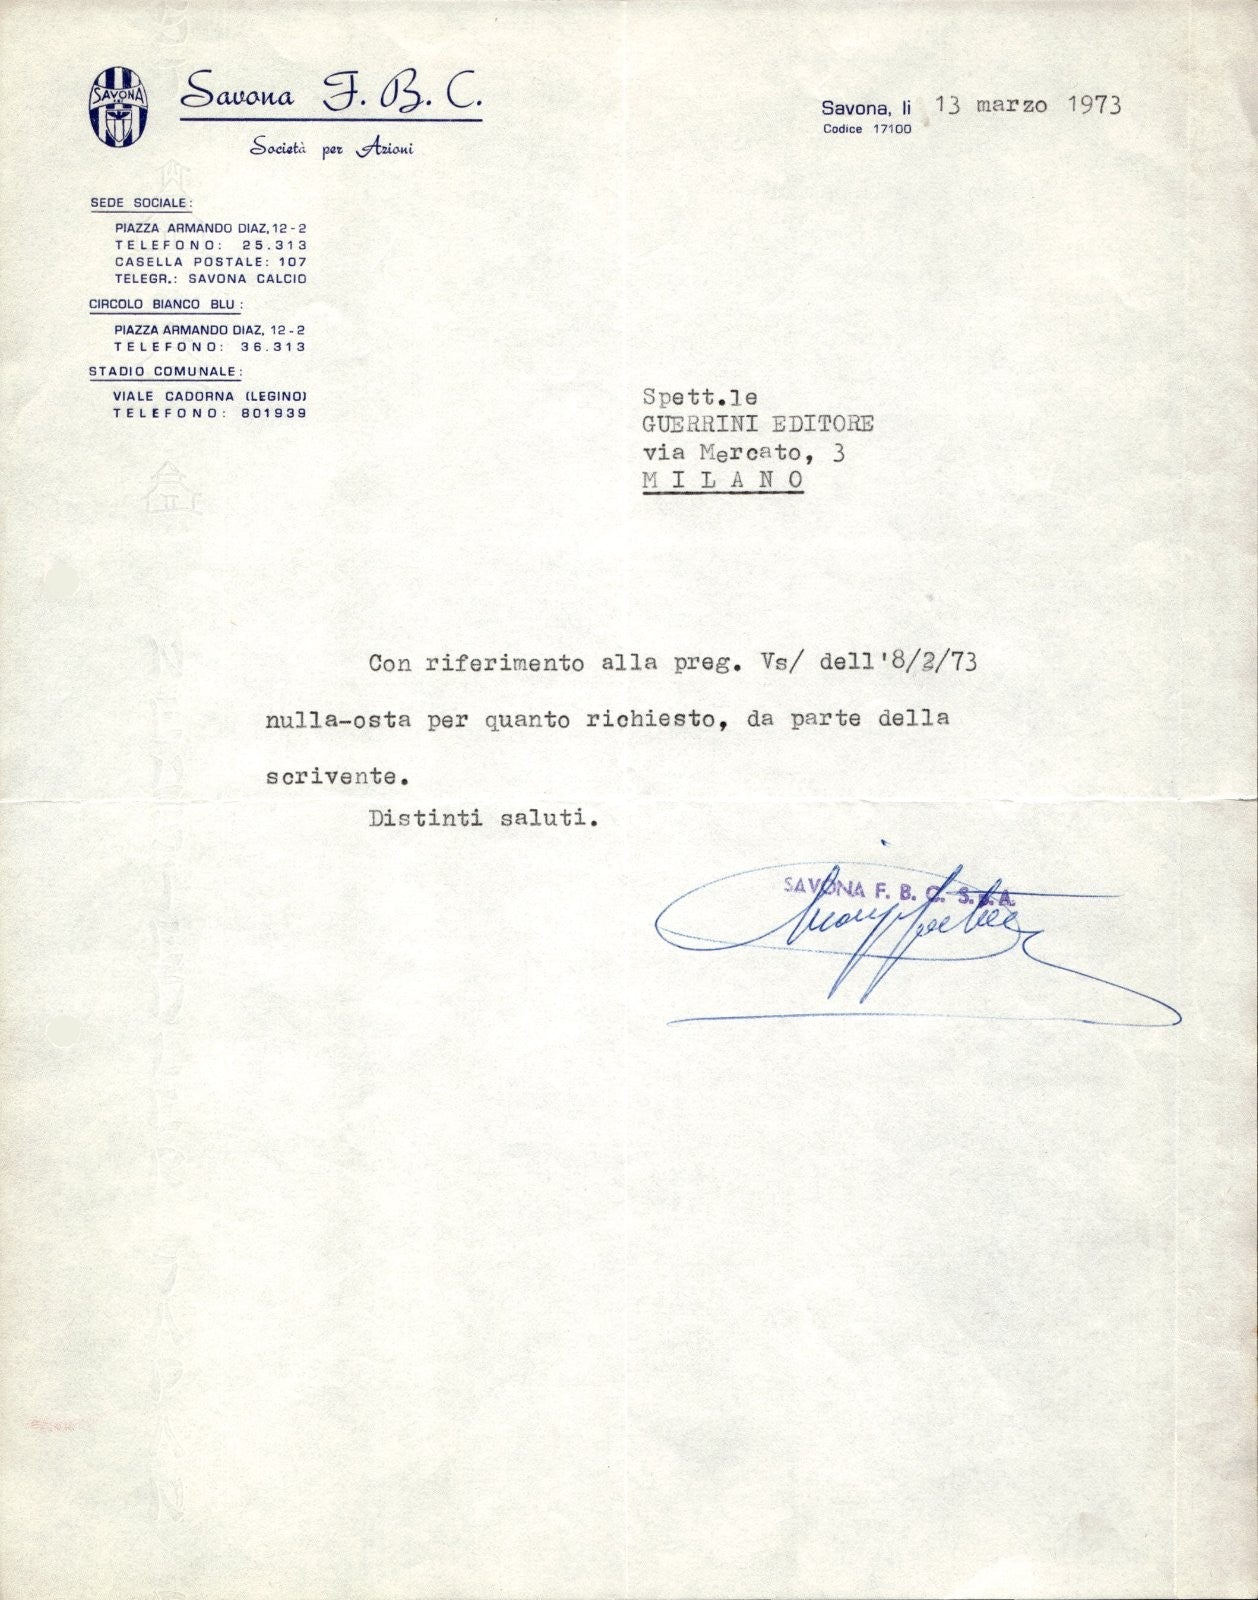 SAVONA
Savona F. B. C.
Società per Azioni
Savona, li 13 marzo 1973
Codice 17100
SEDE SOCIALE:
PIAZZA ARMANDO DIAZ, 12-2
TELEFONO: 25.313
CASELLA POSTALE: 107
TELEGR.: SAVONA CALCIO
CIRCOLO BIANCO BLU:
PIAZZA ARMANDO DIAZ, 12-2
TELEFONO: 36.313
STADIO COMUNALE:
VIALE CADORNA (LEGINO)
TELEFONO: 801939
Spett.le
GUERRINI EDITORE
via Mercato, 3
MILANO
Con riferimento alla preg. Vs/ dell'8/2/73
nulla-osta per quanto richiesto, da parte della
scrivente.
Distinti saluti.
SAVONA F. B. C. S.p.A.